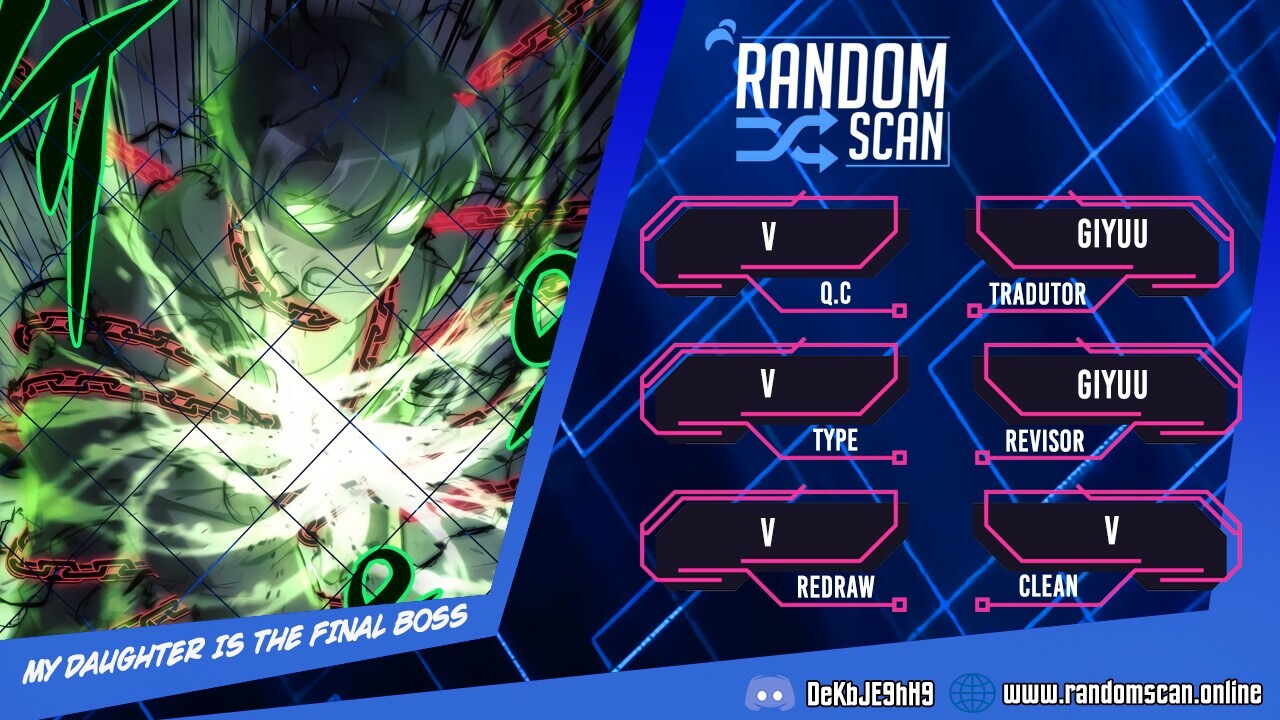 RANDOM
SCAN
V
Q.C
GIYUU
TRADUTOR
V
TYPE
GIYUU
REVISOR
V
REDRAW
V
CLEAN
MY DAUGHTER IS THE FINAL BOSS
DeKbJE9hH9
www.randomscan.online